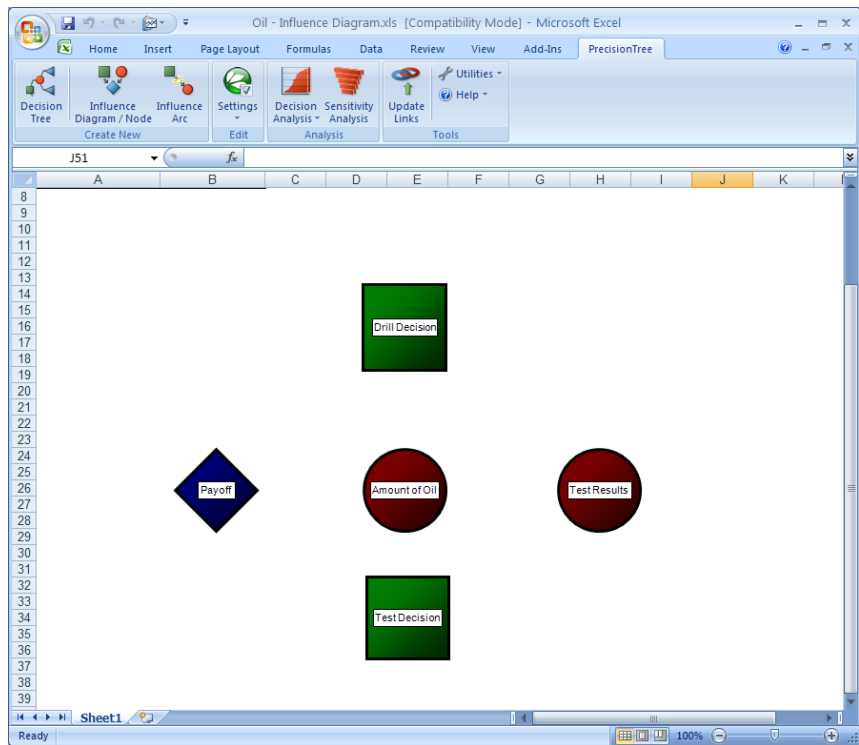 Oil - Influence Diagram.xls [Compatibility Mode] - Microsoft Excel
Home Insert Page Layout Formulas Data Review View Add-Ins PrecisionTree
Decision Tree
Influence Diagram / Node
Influence Arc
Create New
Settings
Edit
Decision Analysis
Sensitivity Analysis
Analysis
Update Links
Utilities
Help
Tools
J51
fx
A B C D E F G H I J K
8
9
10
11
12
13
14
15
16
17
18
19
20
21
22
23
24
25
26
27
28
29
30
31
32
33
34
35
36
37
38
39
Drill Decision
Payoff
Amount of Oil
Test Results
Test Decision
Sheet1
Ready
100%